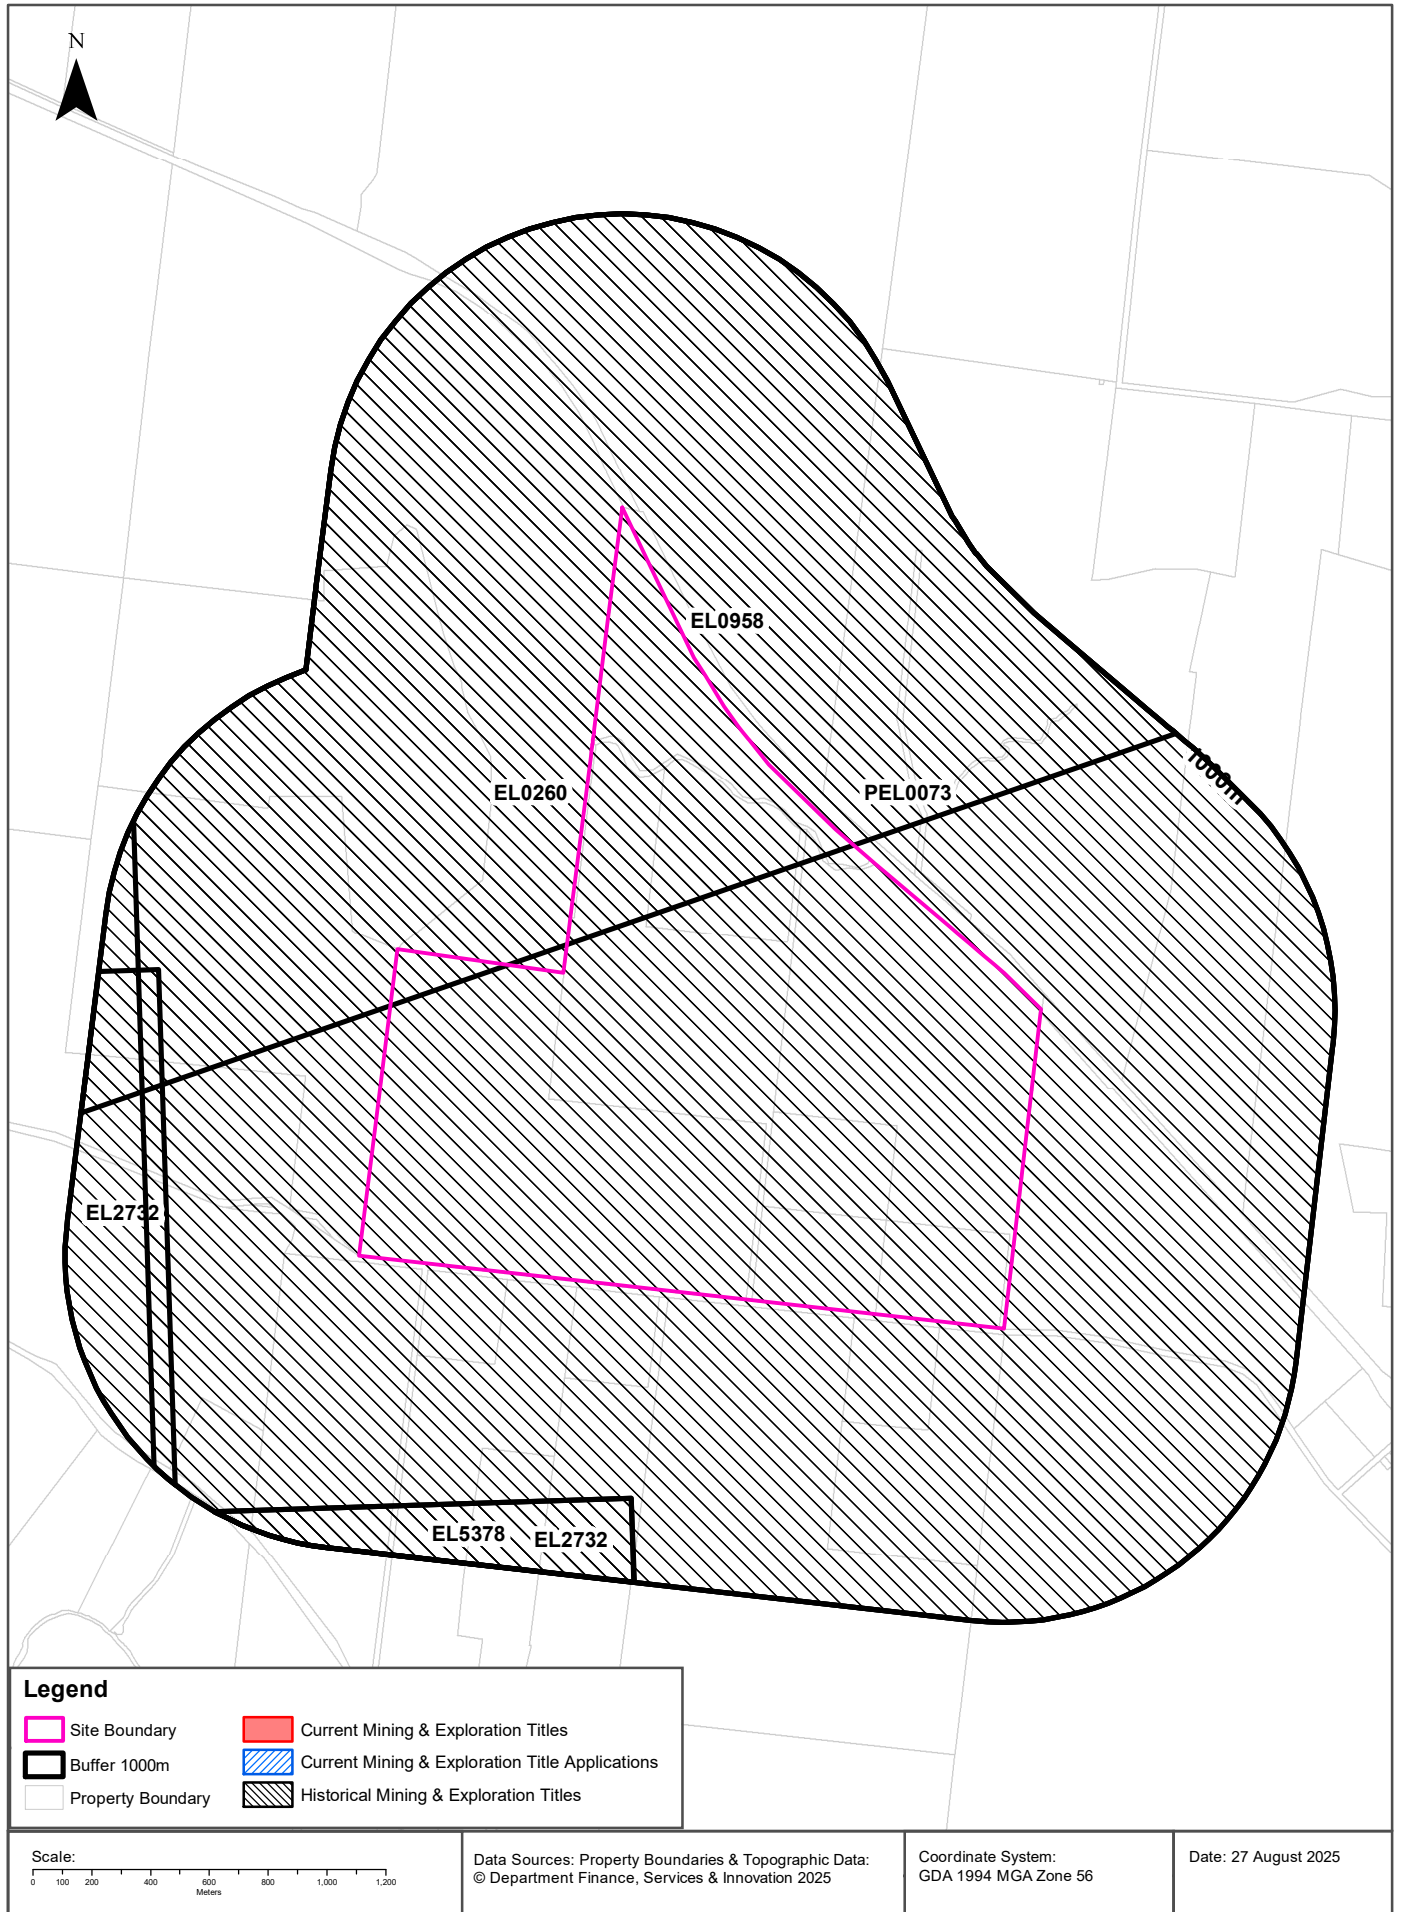 N
EL0958
EL0260
PEL0073
1000m
EL2732
EL5378
EL2732
Legend
Site Boundary
Buffer 1000m
Property Boundary
Current Mining & Exploration Titles
Current Mining & Exploration Title Applications
Historical Mining & Exploration Titles
Scale:
0 100 200 400 600 800 1,000 1,200
Meters
Data Sources: Property Boundaries & Topographic Data:
© Department Finance, Services & Innovation 2025
Coordinate System:
GDA 1994 MGA Zone 56
Date: 27 August 2025